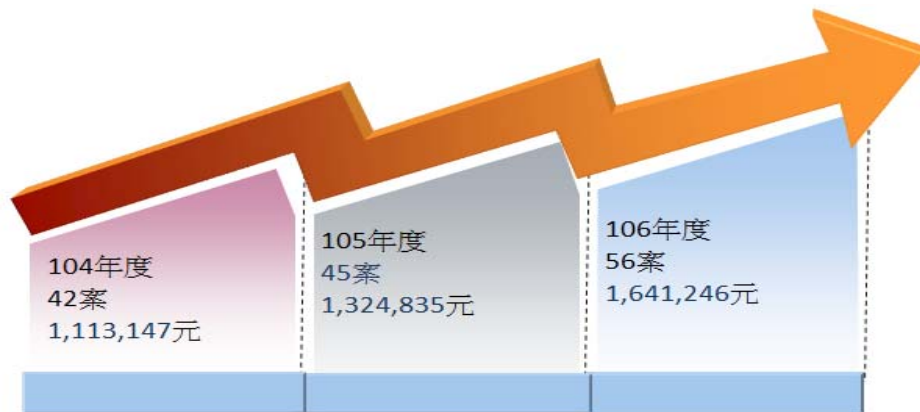 104年度
42案
1,113,147元
105年度
45案
1,324,835元
106年度
56案
1,641,246元